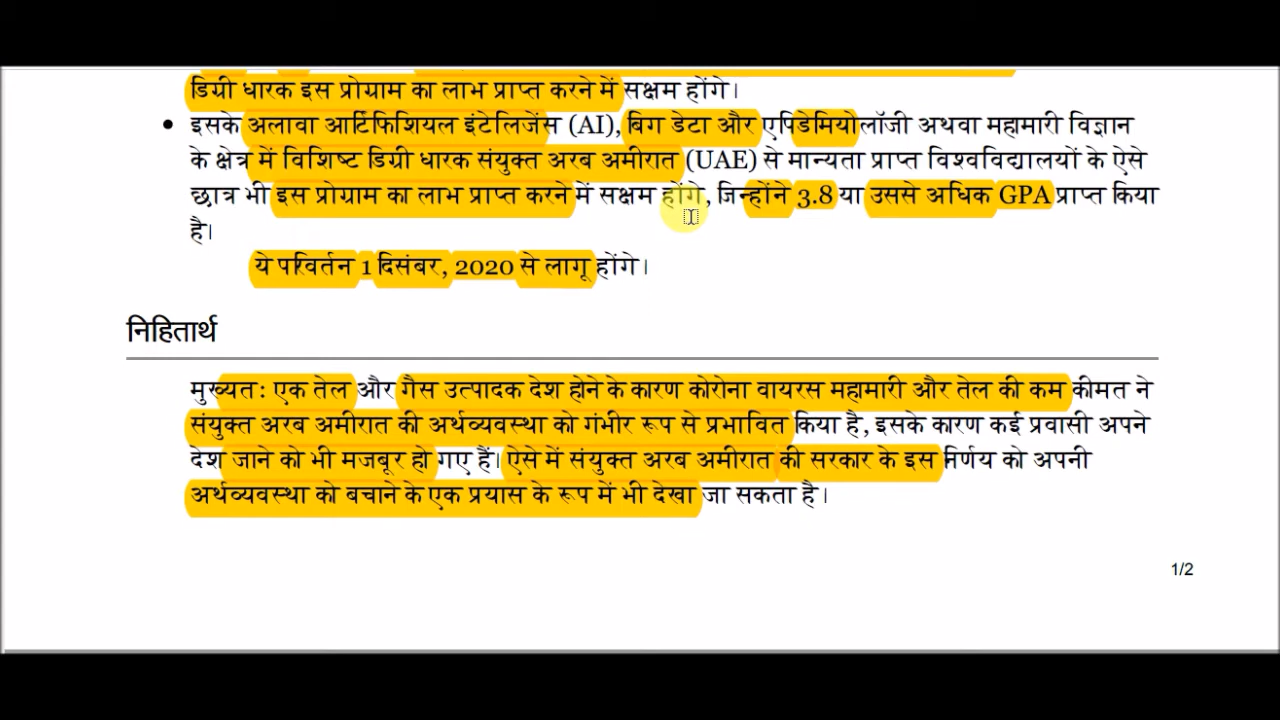 डिग्री धारक इस प्रोग्राम का लाभ प्राप्त करने में सक्षम होंगे।
• इसके अलावा आर्टिफिशियल इंटेलिजेंस (AI), बिग डेटा और एपिडेमियोलॉजी अथवा महामारी विज्ञान
के क्षेत्र में विशिष्ट डिग्री धारक संयुक्त अरब अमीरात (UAE) से मान्यता प्राप्त विश्वविद्यालयों के ऐसे
छात्र भी इस प्रोग्राम का लाभ प्राप्त करने में सक्षम होंगे, जिन्होंने 3.8 या उससे अधिक GPA प्राप्त किया
है।
ये परिवर्तन 1 दिसंबर, 2020 से लागू होंगे।
निहितार्थ
मुख्यत: एक तेल और गैस उत्पादक देश होने के कारण कोरोना वायरस महामारी और तेल की कम कीमत ने
संयुक्त अरब अमीरात की अर्थव्यवस्था को गंभीर रूप से प्रभावित किया है, इसके कारण कई प्रवासी अपने
देश जाने को भी मजबूर हो गए हैं। ऐसे में संयुक्त अरब अमीरात की सरकार के इस निर्णय को अपनी
अर्थव्यवस्था को बचाने के एक प्रयास के रूप में भी देखा जा सकता है।
1/2